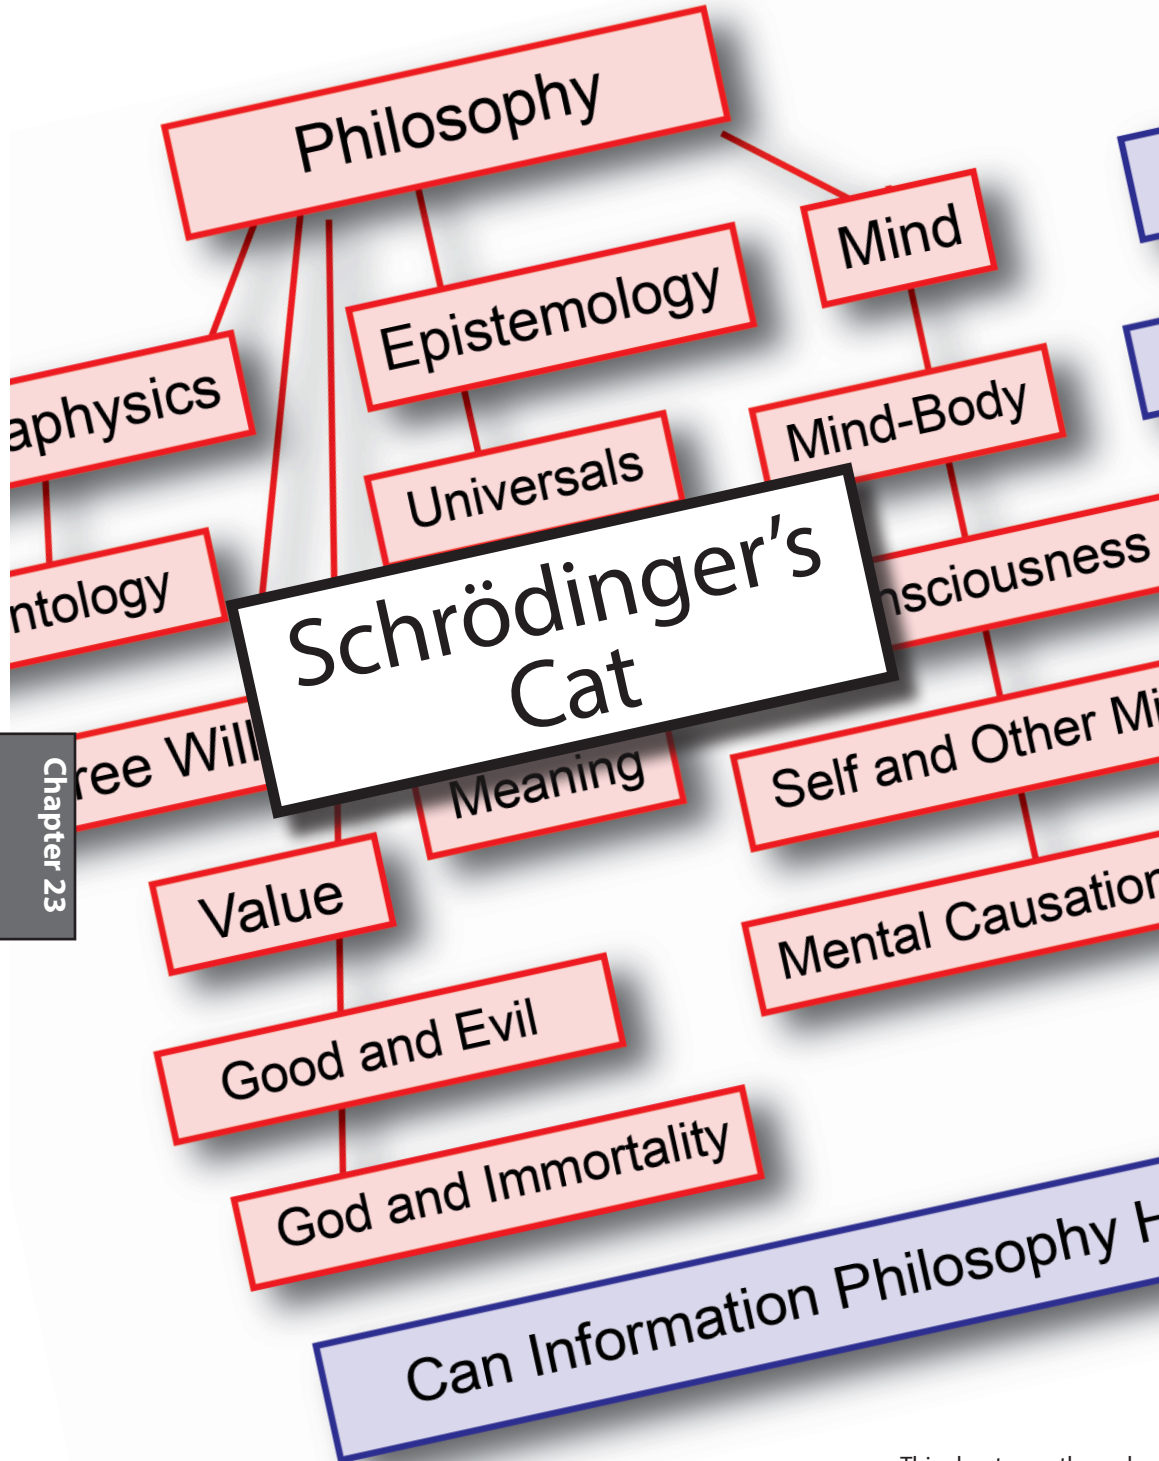 Philosophy
Mind
Epistemology
aphysics
Mind-Body
Universals
Schrödinger's
Cat
nsciousness
ntology
ree Will
Meaning
Self and Other Mi
Chapter 23
Value
Mental Causation
Good and Evil
God and Immortality
Can Information Philosophy H